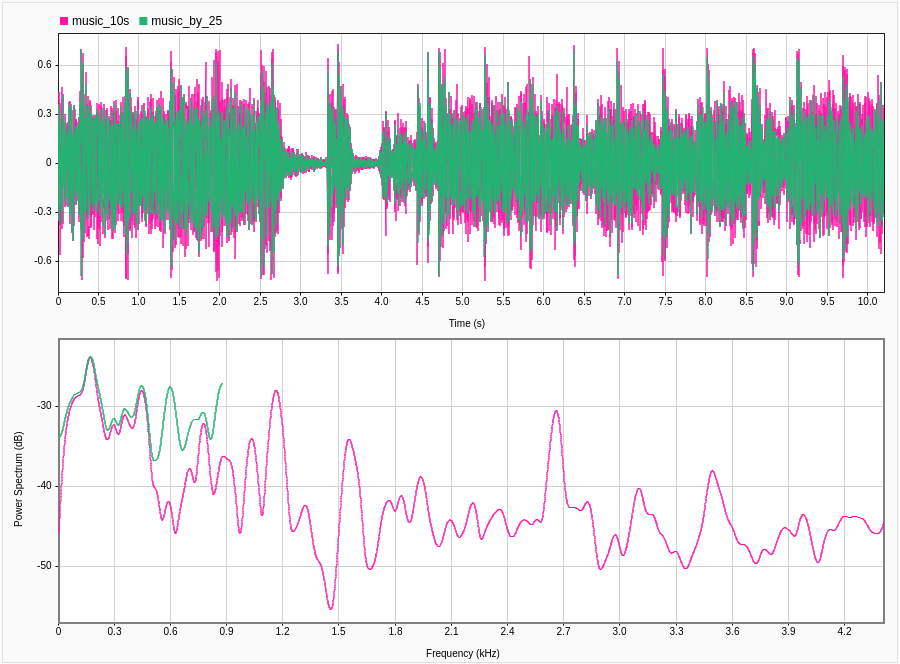 music_10s music_by_25
0.6
0.3
0
-0.3
-0.6
0 0.5 1.0 1.5 2.0 2.5 3.0 3.5 4.0 4.5 5.0 5.5 6.0 6.5 7.0 7.5 8.0 8.5 9.0 9.5 10.0
Time (s)
Power Spectrum (dB)
-30
-40
-50
0 0.3 0.6 0.9 1.2 1.5 1.8 2.1 2.4 2.7 3.0 3.3 3.6 3.9 4.2
Frequency (kHz)